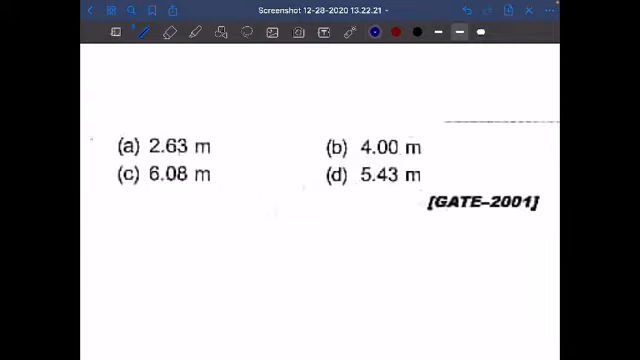 Screenshot 12-28-2020 13.22.21
(a) 2.63 m (b) 4.00 m
(c) 6.08 m (d) 5.43 m
[GATE–2001]